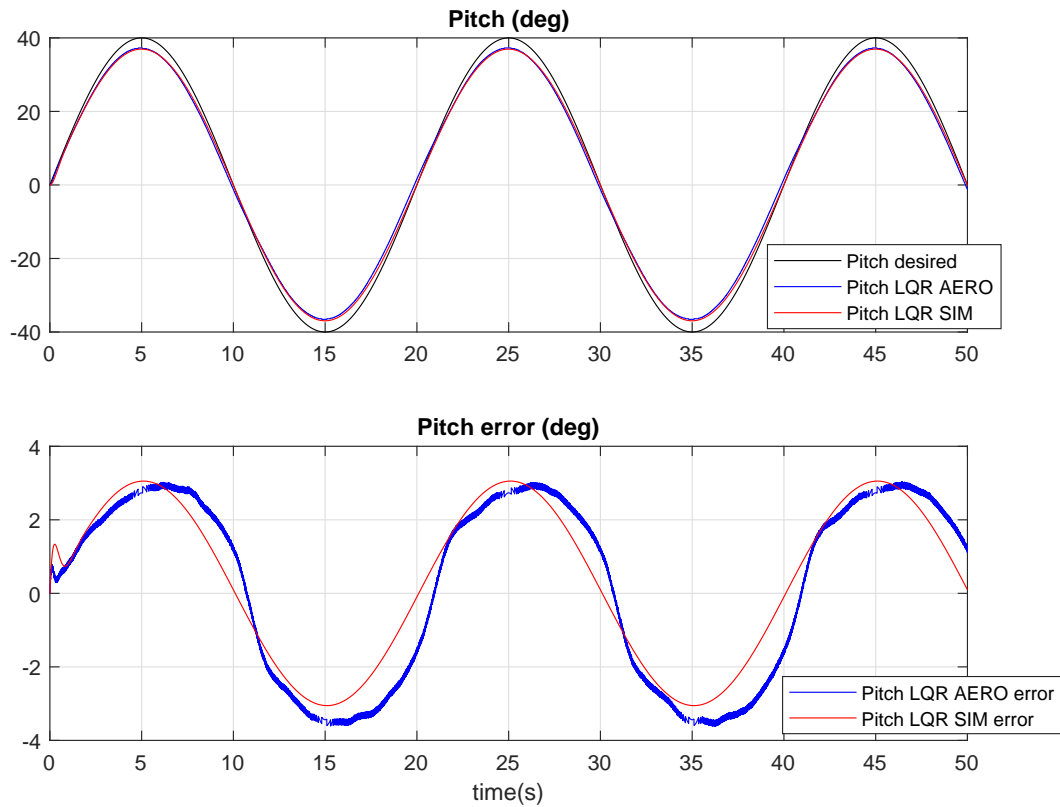 Pitch (deg)
40
20
0
-20
-40
Pitch desired
Pitch LQR AERO
Pitch LQR SIM
0 5 10 15 20 25 30 35 40 45 50
Pitch error (deg)
4
2
0
-2
-4
Pitch LQR AERO error
Pitch LQR SIM error
0 5 10 15 20 25 30 35 40 45 50
time(s)